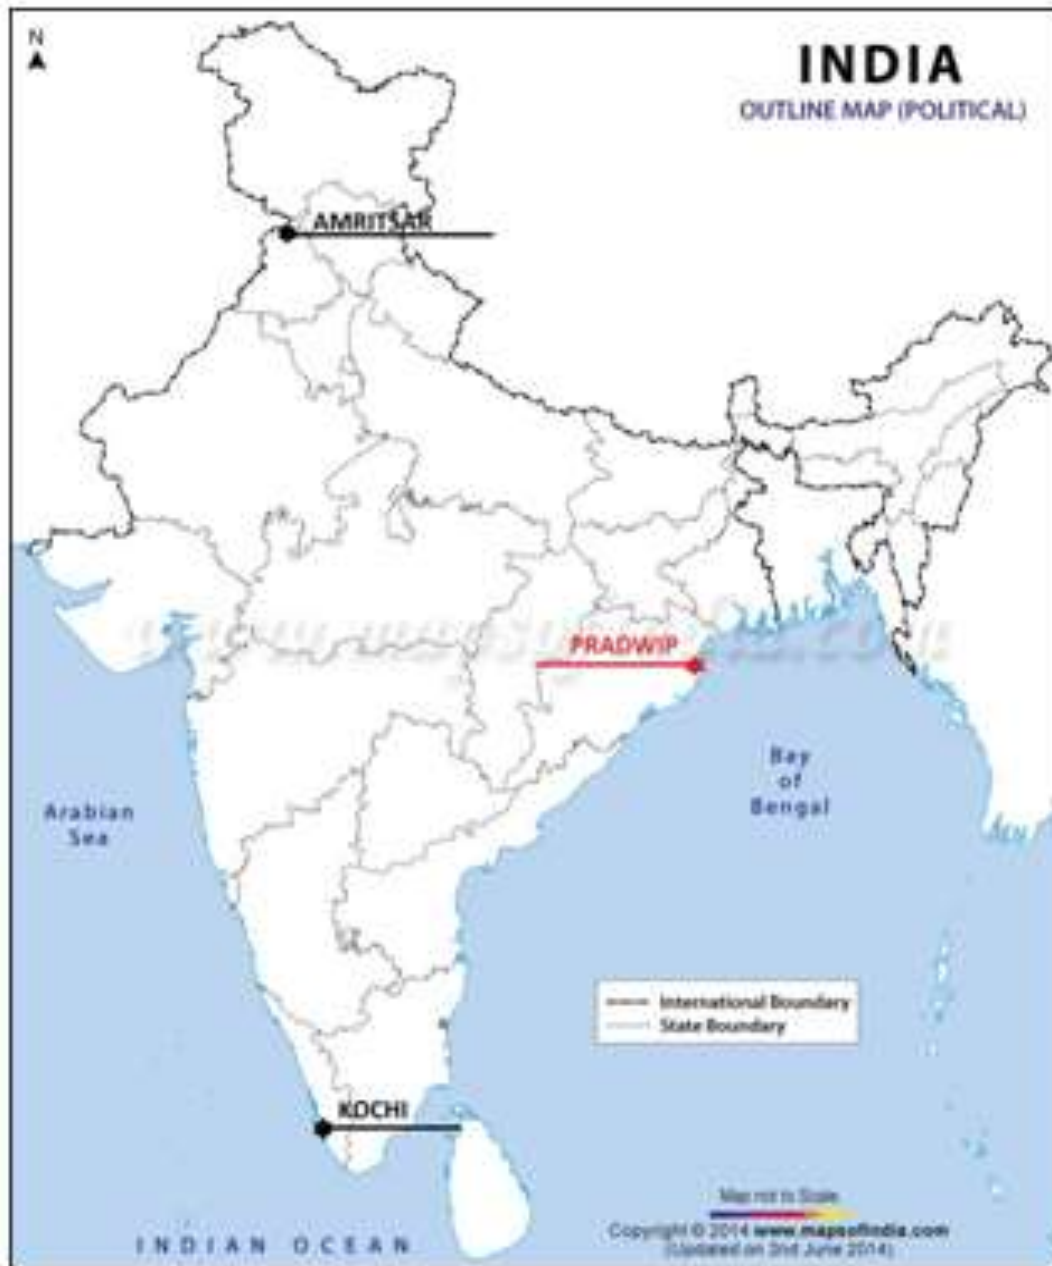 N
INDIA
OUTLINE MAP (POLITICAL)
AMRITSAR
PRADWIP
Bay
of
Bengal
Arabian
Sea
International Boundary
State Boundary
KOCHI
Map not to Scale
Copyright © 2014 www.mapsofindia.com
(Updated on 2nd June 2014)
INDIAN OCEAN